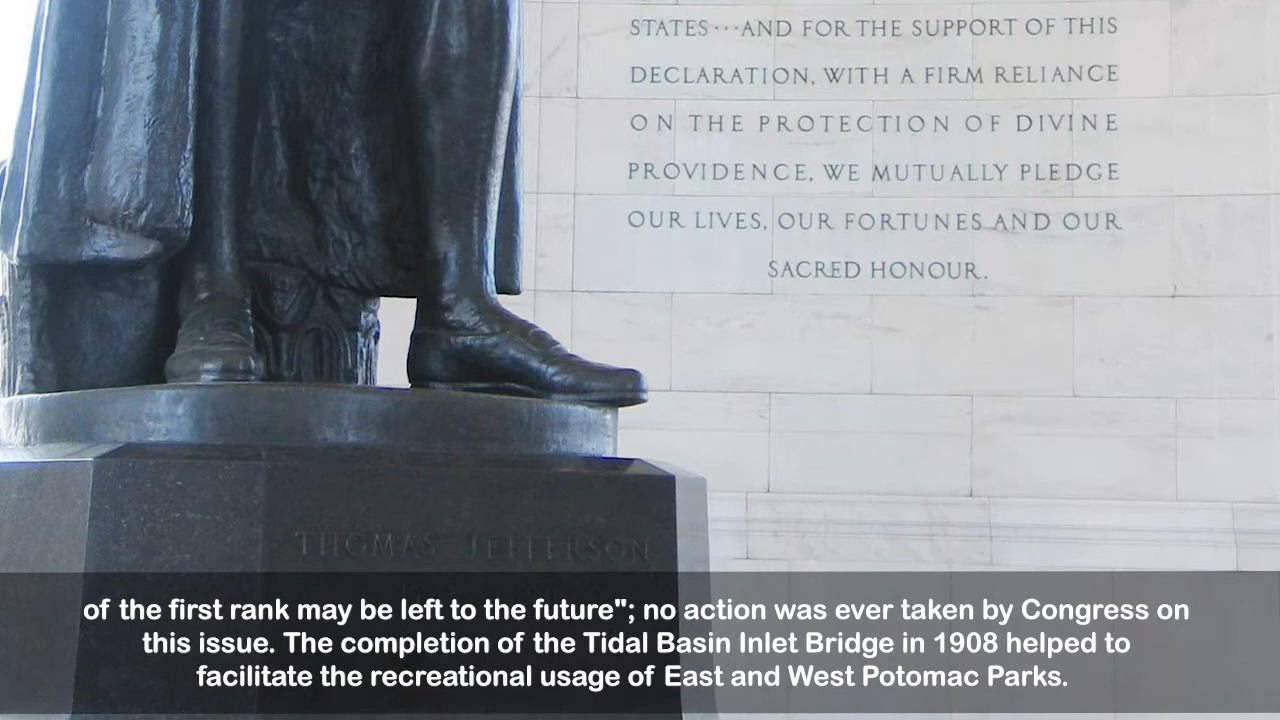 STATES···AND FOR THE SUPPORT OF THIS
DECLARATION, WITH A FIRM RELIANCE
ON THE PROTECTION OF DIVINE
PROVIDENCE, WE MUTUALLY PLEDGE
OUR LIVES, OUR FORTUNES AND OUR
SACRED HONOUR.
THOMAS JEFFERSON
of the first rank may be left to the future"; no action was ever taken by Congress on
this issue. The completion of the Tidal Basin Inlet Bridge in 1908 helped to
facilitate the recreational usage of East and West Potomac Parks.